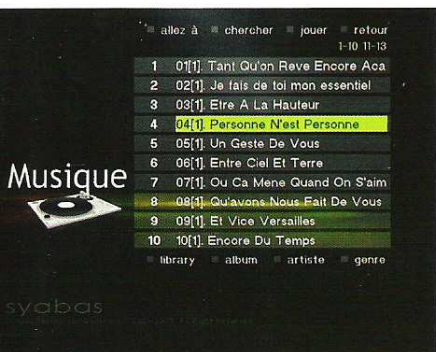 allez à chercher jouer retour
1-10 11-13
1 01[1]. Tant Qu'on Reve Encore Aca
2 02[1]. Je fais de toi mon essentiel
3 03[1]. Etre A La Hauteur
4 04[1]. Personne N'est Personne
5 05[1]. Un Geste De Vous
6 06[1]. Entre Ciel Et Terre
7 07[1]. Ou Ca Mene Quand On S'aim
8 08[1]. Qu'avons Nous Fait De Vous
9 09[1]. Et Vice Versailles
10 10[1]. Encore Du Temps
Musique
library album artiste genre
syabas